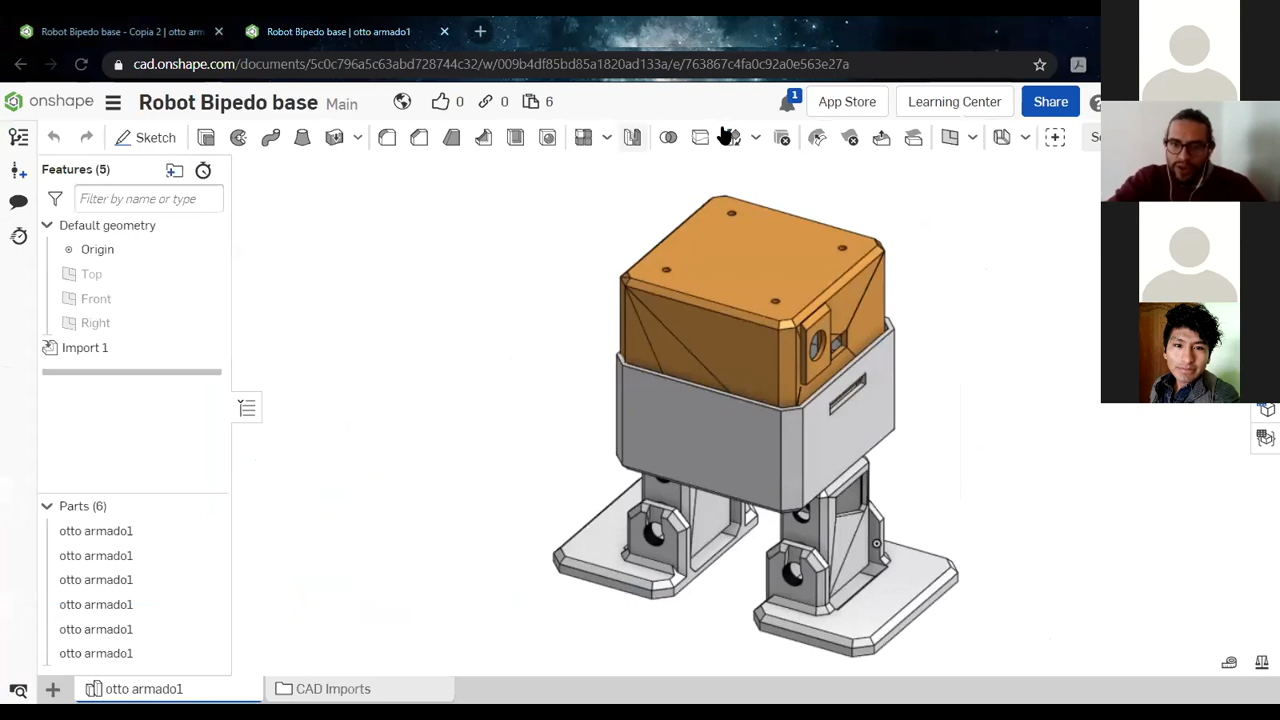 Robot Bipedo base - Copia 2 | otto arm
Robot Bipedo base | otto armado1
cad.onshape.com/documents/5c0c796a5c63abd728744c32/w/009b4df85bd85a1820ad133a/e/763867c4fa0c92a0e563e27a
onshape
Robot Bipedo base Main
0
0
6
1
App Store
Learning Center
Share
Sketch
Features (5)
Filter by name or type
Default geometry
Origin
Top
Front
Right
Import 1
Parts (6)
otto armado1
otto armado1
otto armado1
otto armado1
otto armado1
otto armado1
otto armado1
CAD Imports